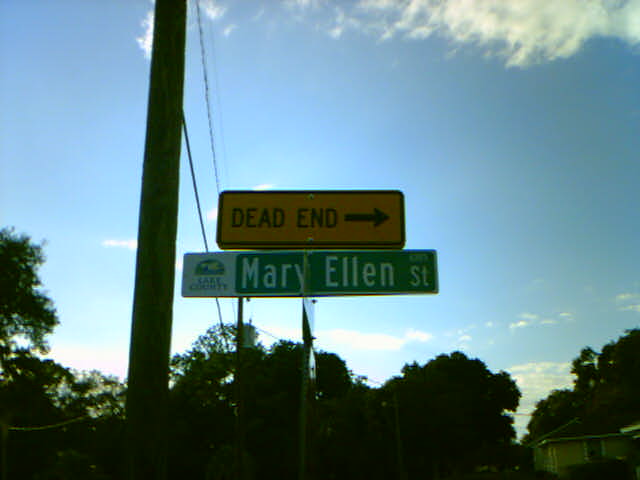 DEAD END
LAKE COUNTY
Mary Ellen St